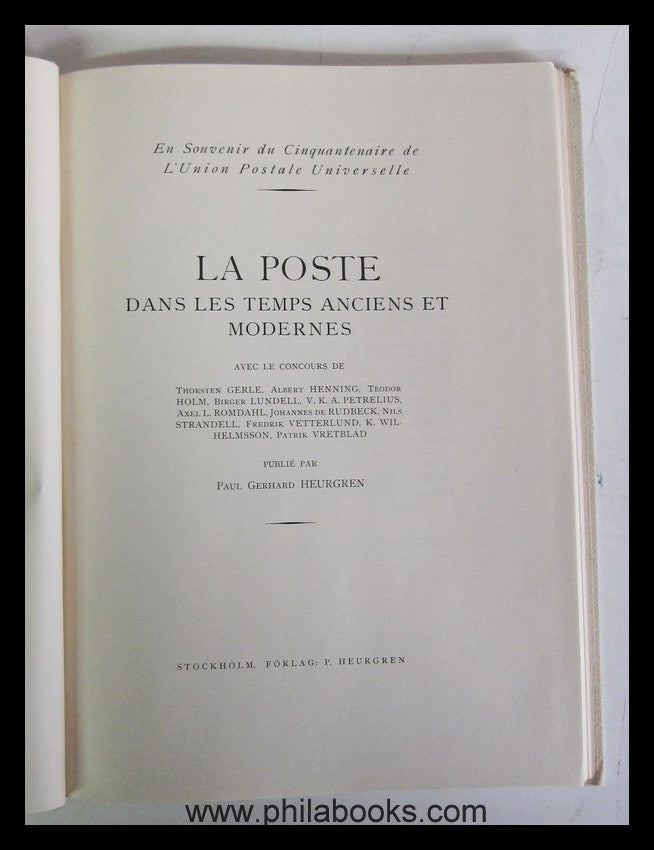 En Souvenir du Cinquantenaire de
L'Union Postale Universelle
LA POSTE
DANS LES TEMPS ANCIENS ET
MODERNES
AVEC LE CONCOURS DE
Thorsten GERLE, Albert HENNING, Teodor
HOLM, Birger LUNDELL, V. K. A. PETRELIUS,
Axel L. ROMDAHL, Johannes de RUDBECK, Nils
STRANDELL, Fredrik VETTERLUND, K. WIL-
HELMSSON, Patrik VRETBLAD
PUBLIÉ PAR
Paul Gerhard HEURGREN
STOCKHOLM. FÖRLAG: P. HEURGREN
www.philabooks.com